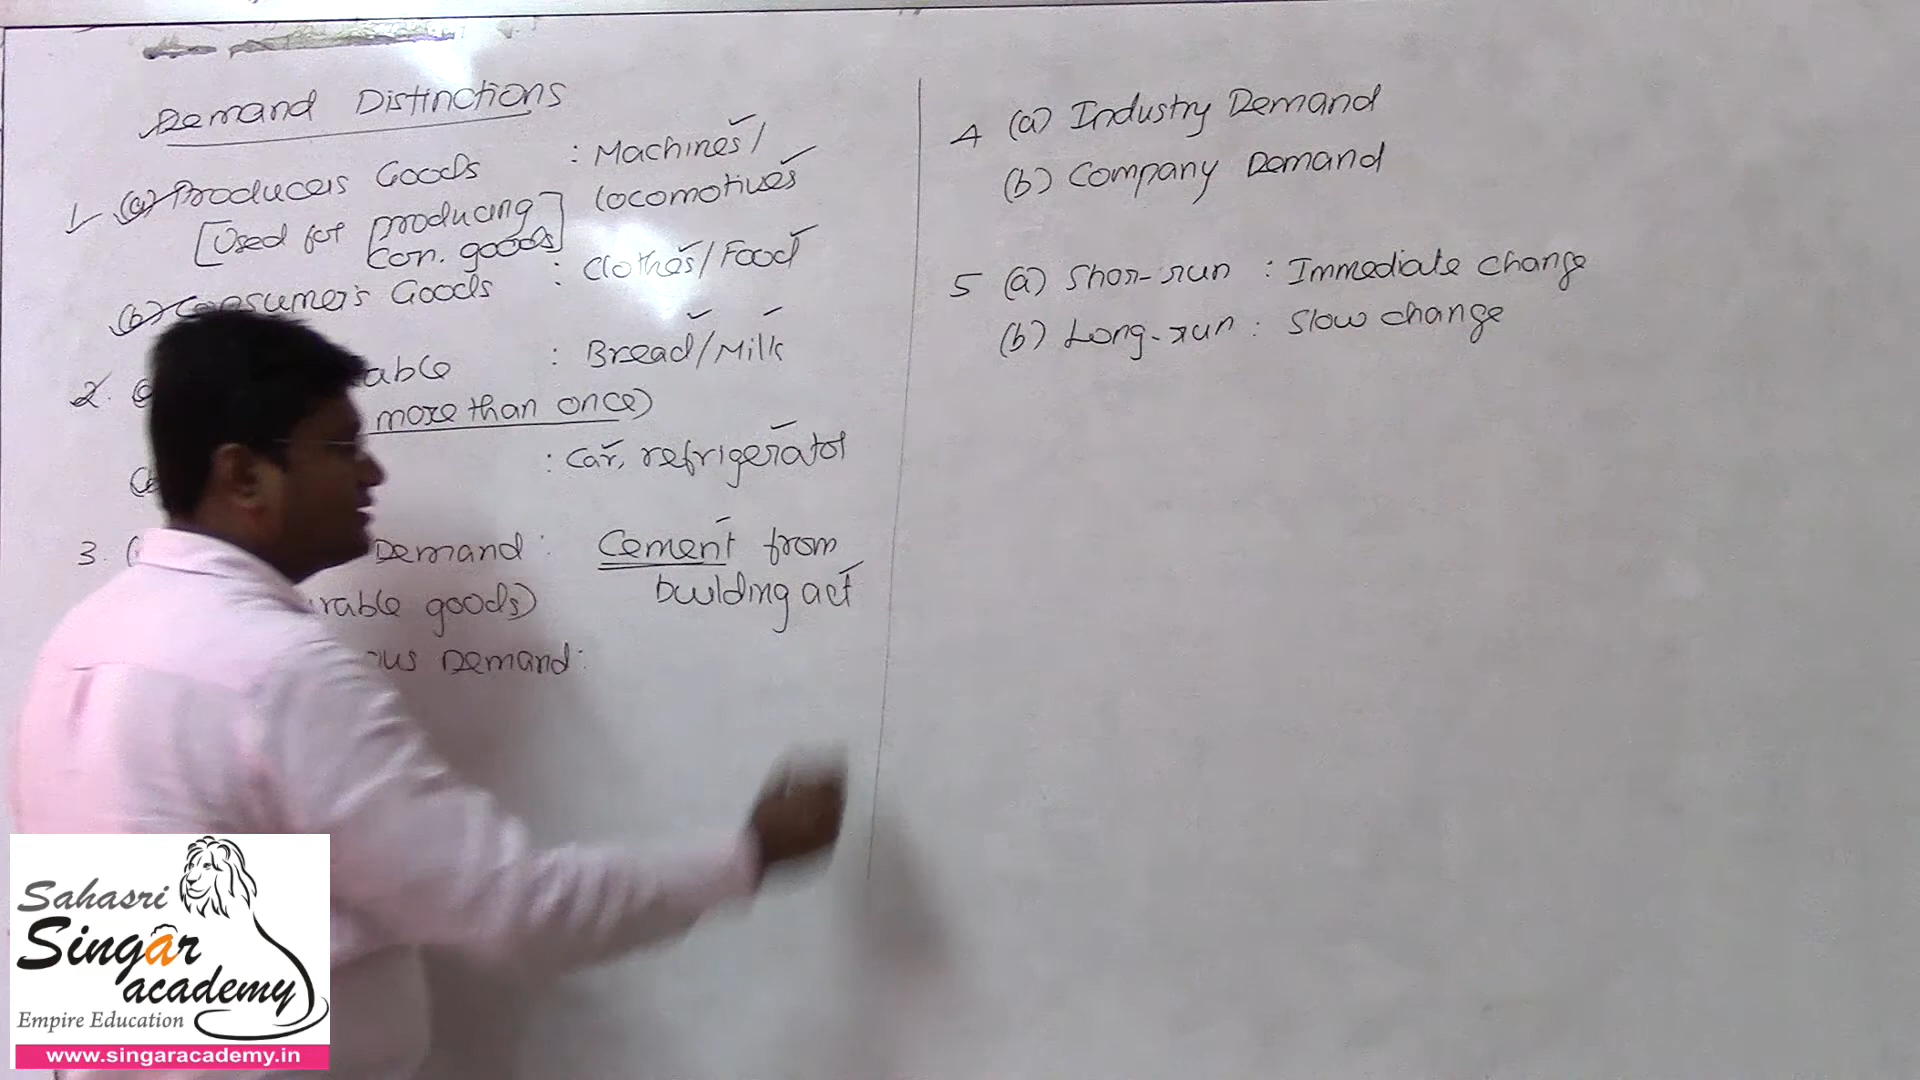 Demand Distinctions
1 (a) Producers Goods : Machines/
[Used for producing locomotives
con. goods]
(b) Consumer's Goods : Clothes/Food
2. able : Bread/Milk
more than once)
: Car, refrigerator
3. Demand : Cement from
rable goods) building act
us Demand:
4 (a) Industry Demand
(b) Company Demand
5 (a) Shor-run : Immediate change
(b) Long-run : Slow change
Sahasri
Singar
academy
Empire Education
www.singaracademy.in